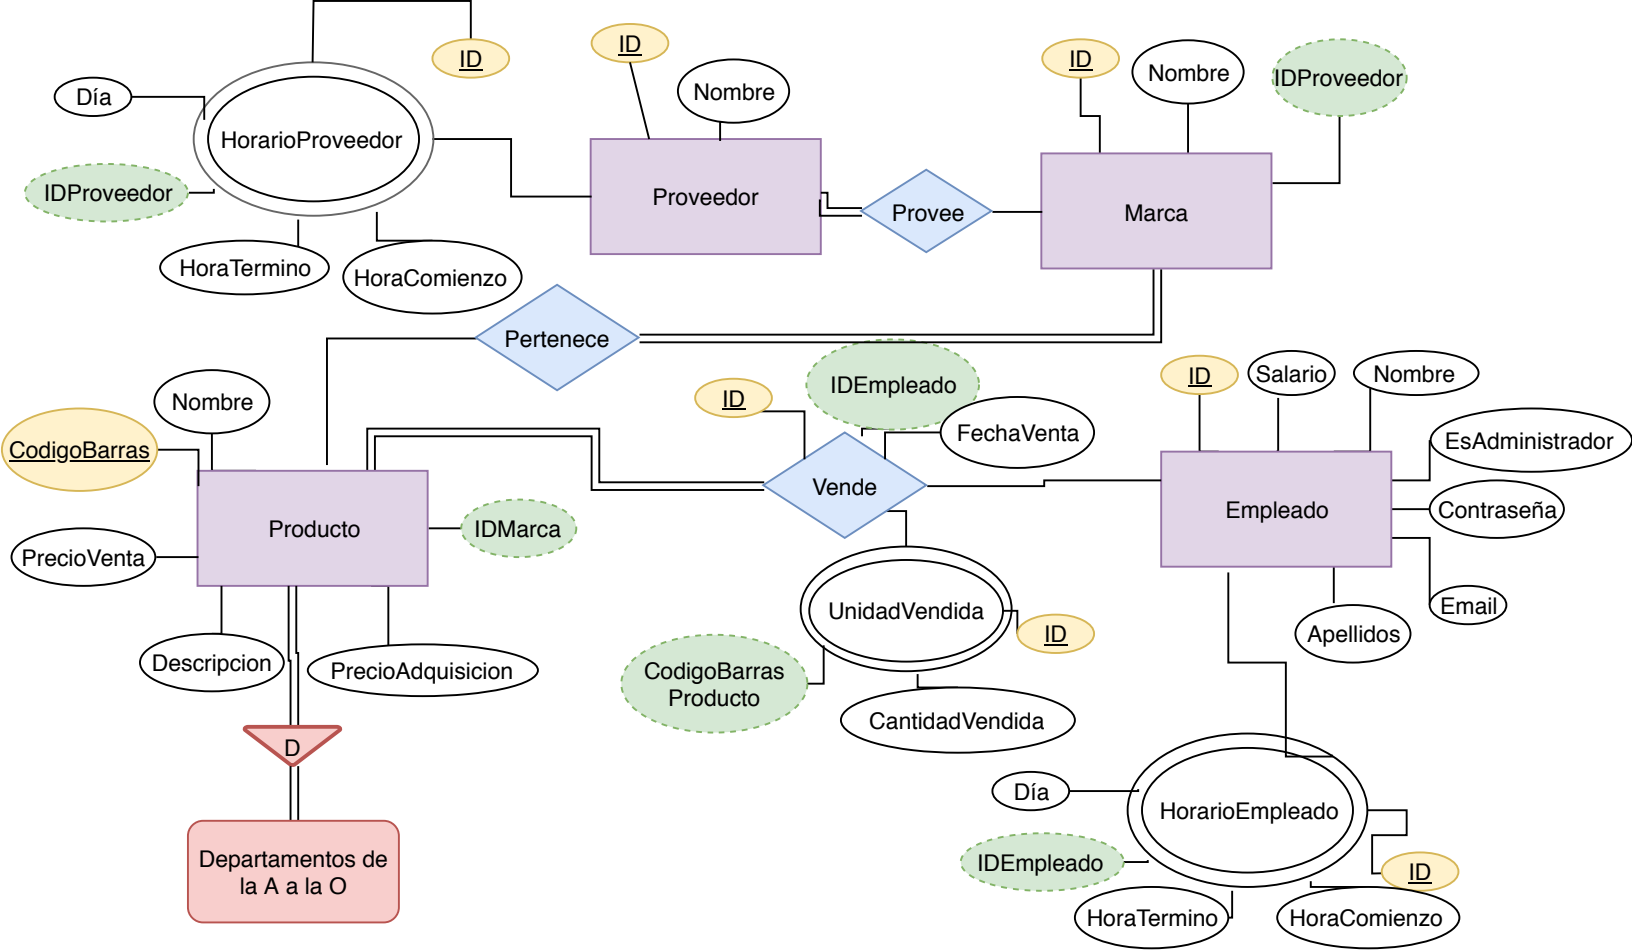 ID
ID
Nombre
ID
Nombre
IDProveedor
Día
HorarioProveedor
IDProveedor
Proveedor
Provee
Marca
HoraTermino
HoraComienzo
Pertenece
Nombre
CodigoBarras
ID
IDEmpleado
FechaVenta
ID
Salario
Nombre
EsAdministrador
Producto
IDMarca
Vende
Empleado
Contraseña
PrecioVenta
Email
Apellidos
Descripcion
PrecioAdquisicion
UnidadVendida
ID
CodigoBarras
Producto
CantidadVendida
D
Departamentos de
la A a la O
Día
HorarioEmpleado
IDEmpleado
ID
HoraTermino
HoraComienzo